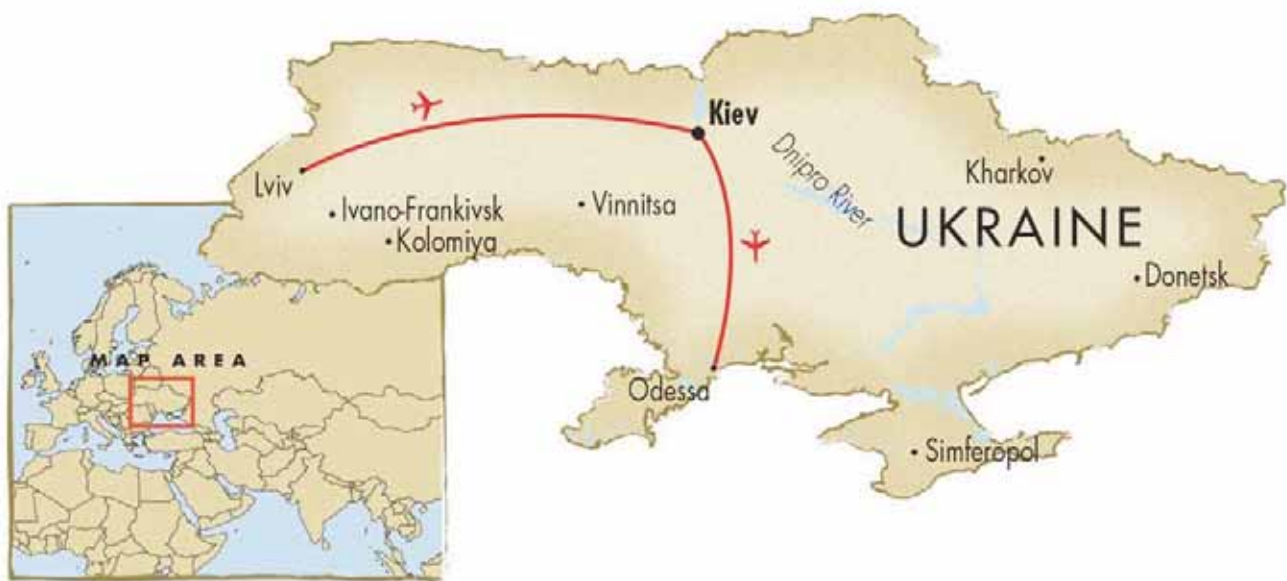 Kiev
Dnipro River
Kharkov
Lviv
UKRAINE
Ivano-Frankivsk
Vinnitsa
Kolomiya
Donetsk
MAP AREA
Odessa
Simferopol